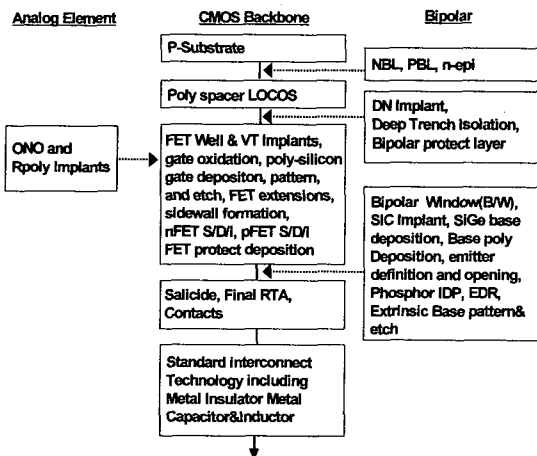 Analog Element
CMOS Backbone
Bipolar
P-Substrate
NBL, PBL, n-epi
Poly spacer LOCOS
DN Implant,
Deep Trench Isolation,
Bipolar protect layer
ONO and
Rpoly Implants
FET Well & VT Implants,
gate oxidation, poly-silicon
gate depositon, pattern,
and etch, FET extensions,
sidewall formation,
nFET S/D/I, pFET S/D/I
FET protect deposition
Bipolar Window(B/W),
SIC Implant, SiGe base
deposition, Base poly
Deposition, emitter
definition and opening,
Phosphor IDP, EDR,
Extrinsic Base pattern&
etch
Salicide, Final RTA,
Contacts
Standard interconnect
Technology including
Metal Insulator Metal
Capacitor&Inductor